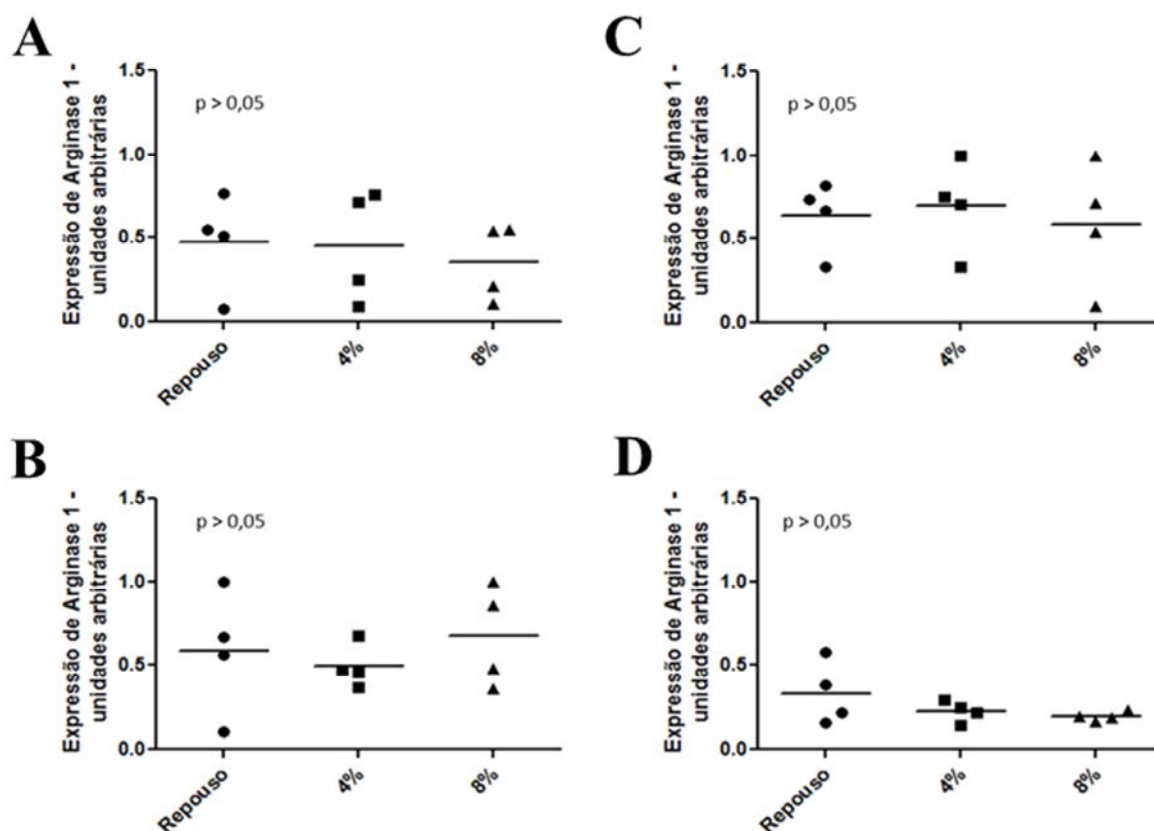 A
Expressão de Arginase 1 -
unidades arbitrárias
1.5
1.0
0.5
0.0
p > 0,05
Repouso
4%
8%
B
Expressão de Arginase 1 -
unidades arbitrárias
1.5
1.0
0.5
0.0
p > 0,05
Repouso
4%
8%
C
Expressão de Arginase 1 -
unidades arbitrárias
1.5
1.0
0.5
0.0
p > 0,05
Repouso
4%
8%
D
Expressão de Arginase 1 -
unidades arbitrárias
1.5
1.0
0.5
0.0
p > 0,05
Repouso
4%
8%